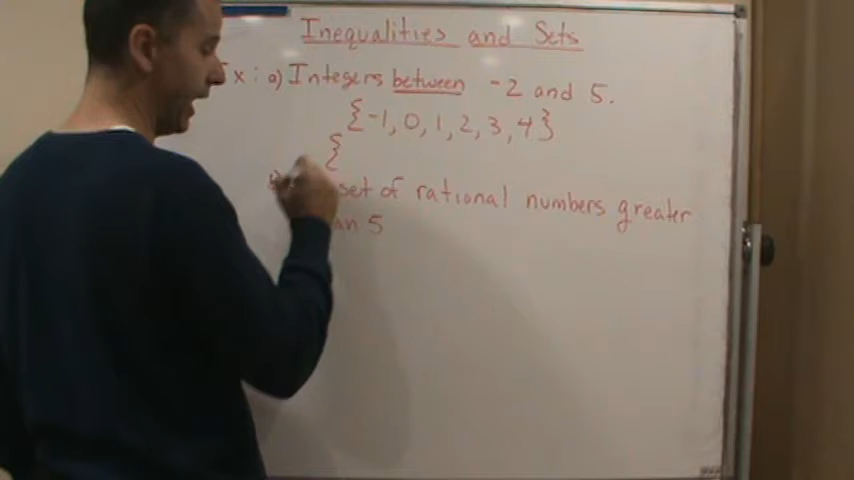 Inequalities and Sets
x: a) Integers between -2 and 5.
{-1, 0, 1, 2, 3, 4}
{
set of rational numbers greater
an 5